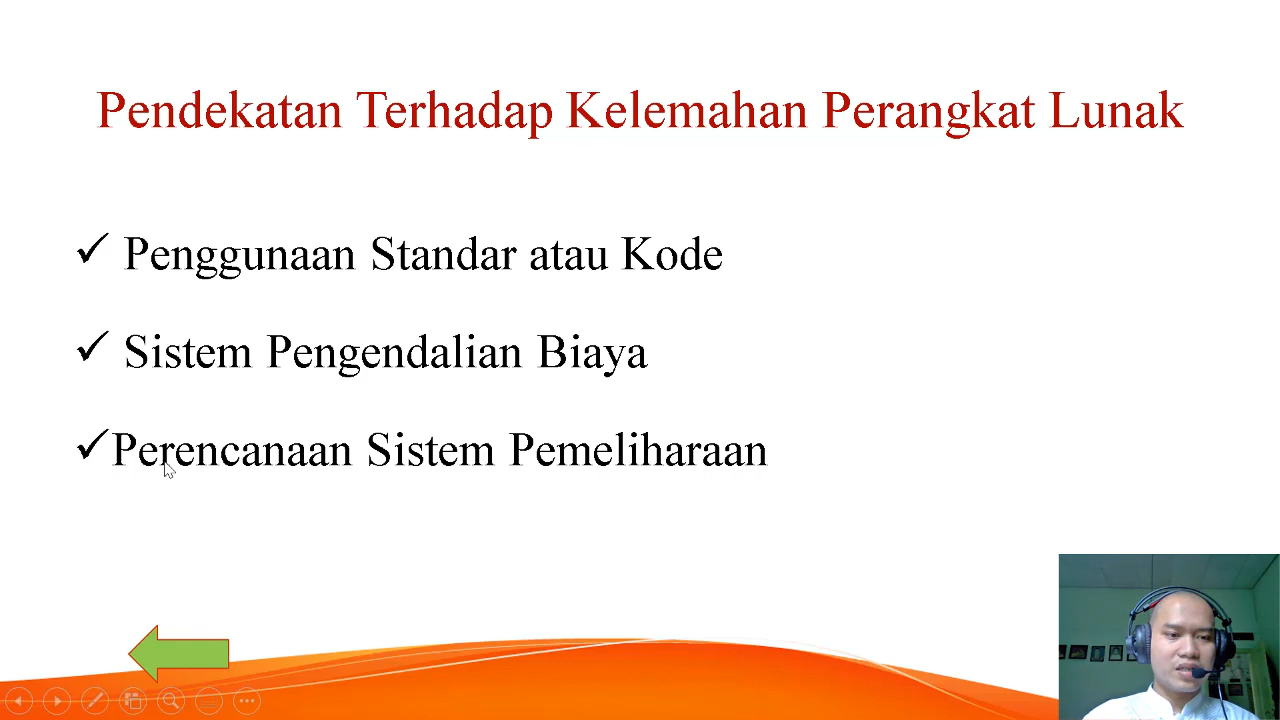 Pendekatan Terhadap Kelemahan Perangkat Lunak
Penggunaan Standar atau Kode
Sistem Pengendalian Biaya
Perencanaan Sistem Pemeliharaan